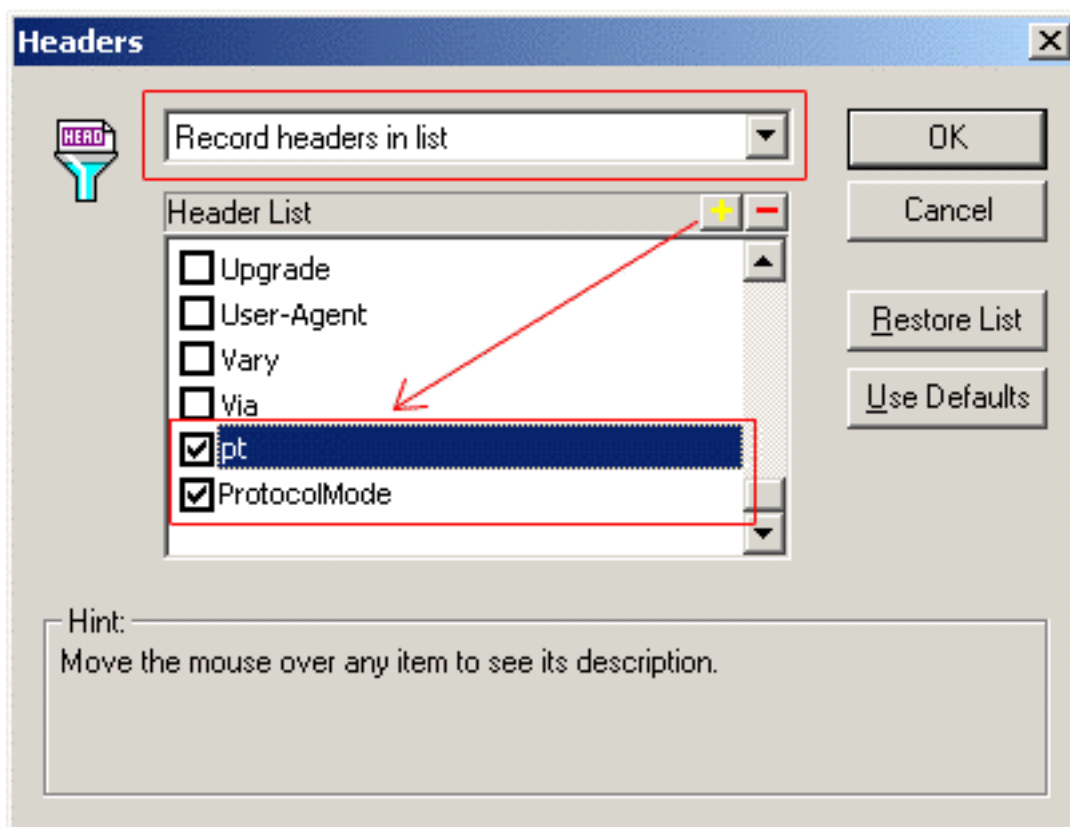 Headers
HEAD
Record headers in list
OK
Header List
Cancel
Upgrade
User-Agent
Vary
Via
pt
ProtocolMode
Restore List
Use Defaults
Hint:
Move the mouse over any item to see its description.